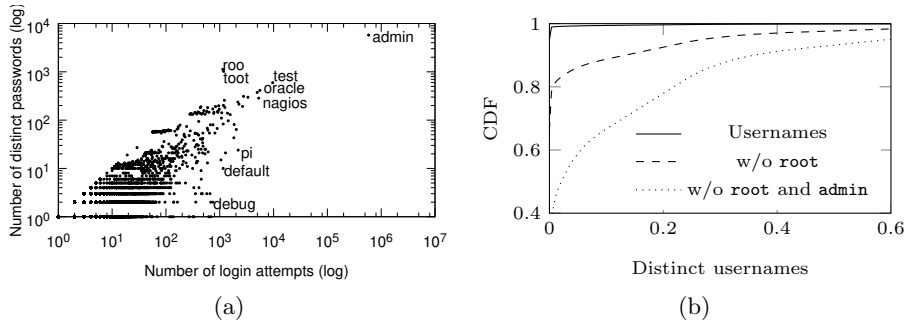 Number of distinct passwords (log)
10^4
10^3
10^2
10^1
10^0
admin
roo
toot
test
oracle
nagios
pi
default
debug
10^0 10^1 10^2 10^3 10^4 10^5 10^6 10^7
Number of login attempts (log)
(a)
CDF
1
0.8
0.6
0.4
Usernames
w/o root
w/o root and admin
0 0.2 0.4 0.6
Distinct usernames
(b)